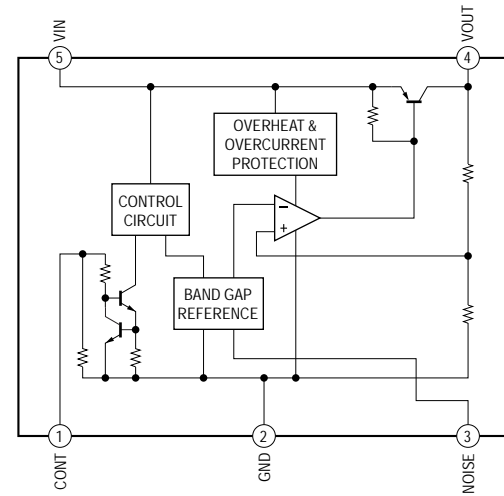 VIN
VOUT
5
4
OVERHEAT &
OVERCURRENT
PROTECTION
CONTROL
CIRCUIT
−
+
BAND GAP
REFERENCE
1
2
3
CONT
GND
NOISE